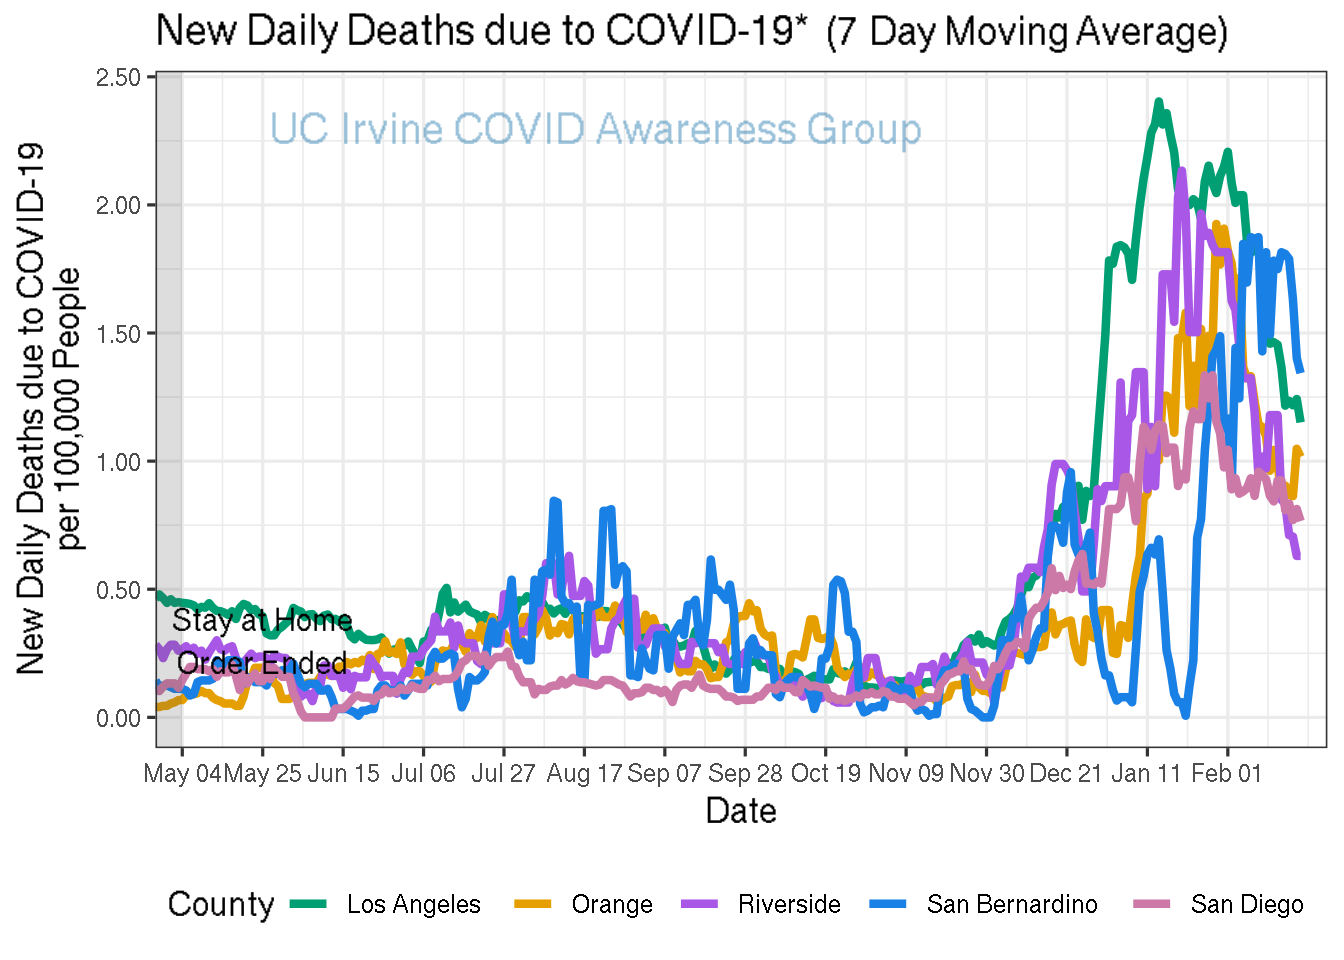 New Daily Deaths due to COVID-19* (7 Day Moving Average)
UC Irvine COVID Awareness Group
New Daily Deaths due to COVID-19
per 100,000 People
2.50
2.00
1.50
1.00
0.50
0.00
Stay at Home
Order Ended
May 04 May 25 Jun 15 Jul 06 Jul 27 Aug 17 Sep 07 Sep 28 Oct 19 Nov 09 Nov 30 Dec 21 Jan 11 Feb 01
Date
County Los Angeles Orange Riverside San Bernardino San Diego